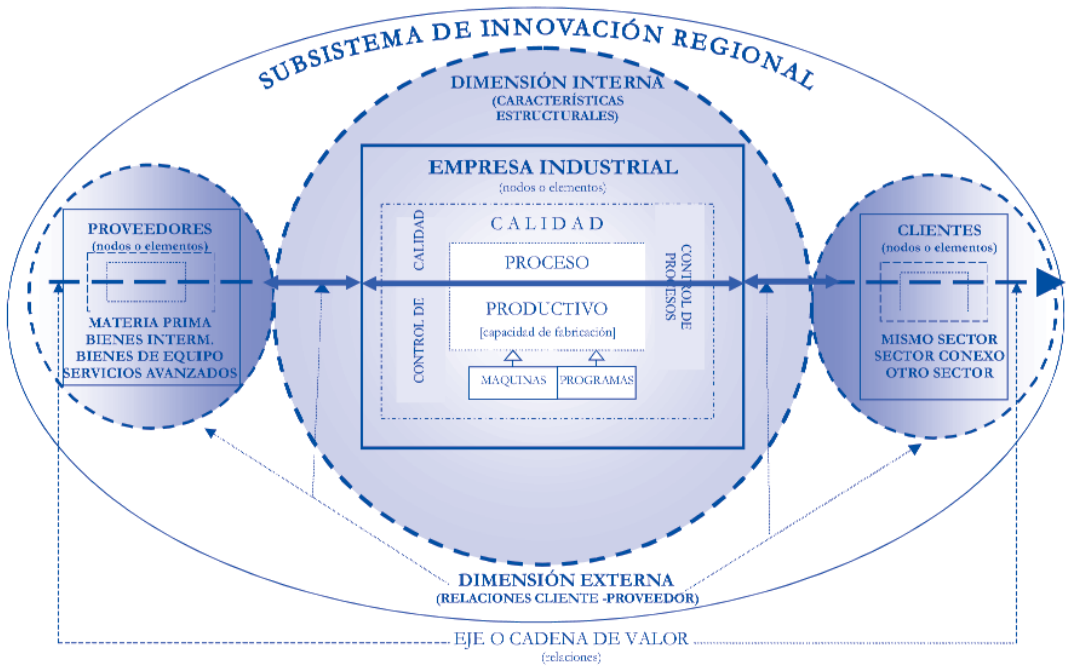 SUBSISTEMA DE INNOVACIÓN REGIONAL
DIMENSIÓN INTERNA
(CARACTERÍSTICAS
ESTRUCTURALES)
EMPRESA INDUSTRIAL
(nodos o elementos)
PROVEEDORES
(nodos o elementos)
MATERIA PRIMA
BIENES INTERM.
BIENES DE EQUIPO
SERVICIOS AVANZADOS
CONTROL DE CALIDAD
CALIDAD
PROCESO
PRODUCTIVO
[capacidad de fabricación]
MAQUINAS
PROGRAMAS
CONTROL DE
PROCESOS
CLIENTES
(nodos o elementos)
MISMO SECTOR
SECTOR CONEXO
OTRO SECTOR
DIMENSIÓN EXTERNA
(RELACIONES CLIENTE -PROVEEDOR)
EJE O CADENA DE VALOR
(relaciones)